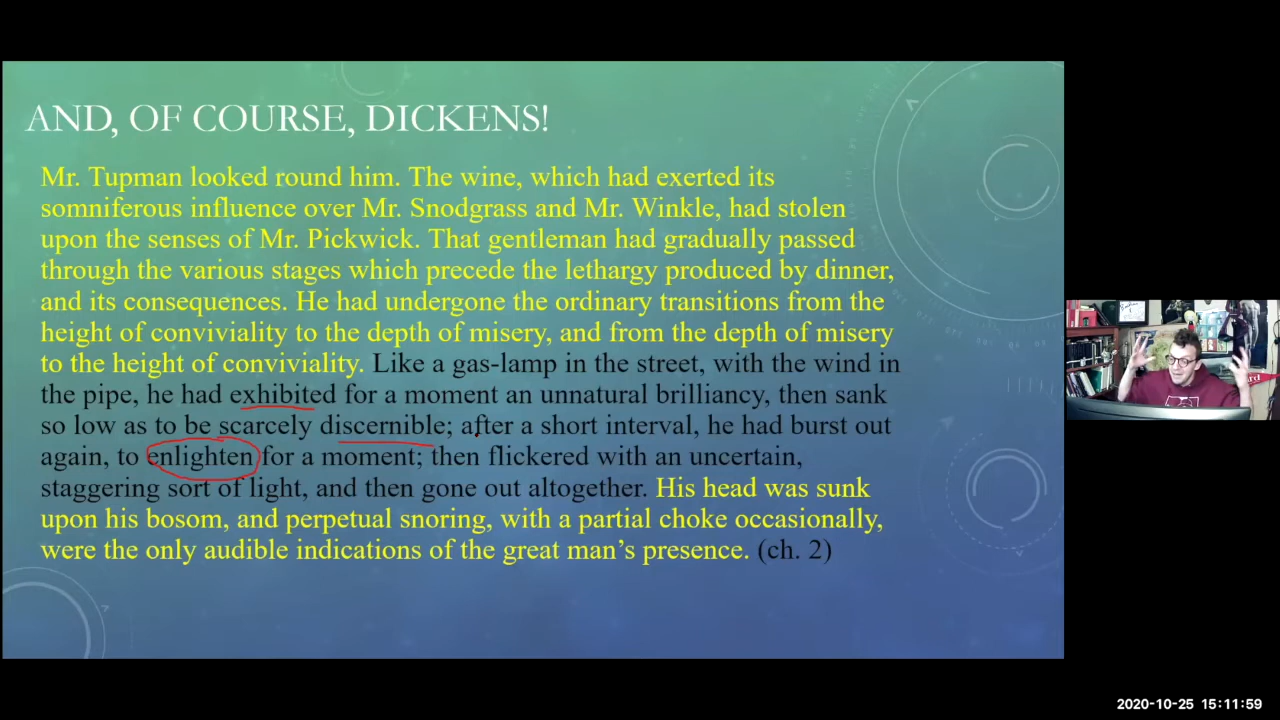 AND, OF COURSE, DICKENS!
Mr. Tupman looked round him. The wine, which had exerted its
somniferous influence over Mr. Snodgrass and Mr. Winkle, had stolen
upon the senses of Mr. Pickwick. That gentleman had gradually passed
through the various stages which precede the lethargy produced by dinner,
and its consequences. He had undergone the ordinary transitions from the
height of conviviality to the depth of misery, and from the depth of misery
to the height of conviviality. Like a gas-lamp in the street, with the wind in
the pipe, he had exhibited for a moment an unnatural brilliancy, then sank
so low as to be scarcely discernible; after a short interval, he had burst out
again, to enlighten for a moment; then flickered with an uncertain,
staggering sort of light, and then gone out altogether. His head was sunk
upon his bosom, and perpetual snoring, with a partial choke occasionally,
were the only audible indications of the great man's presence. (ch. 2)
2020-10-25 15:11:59